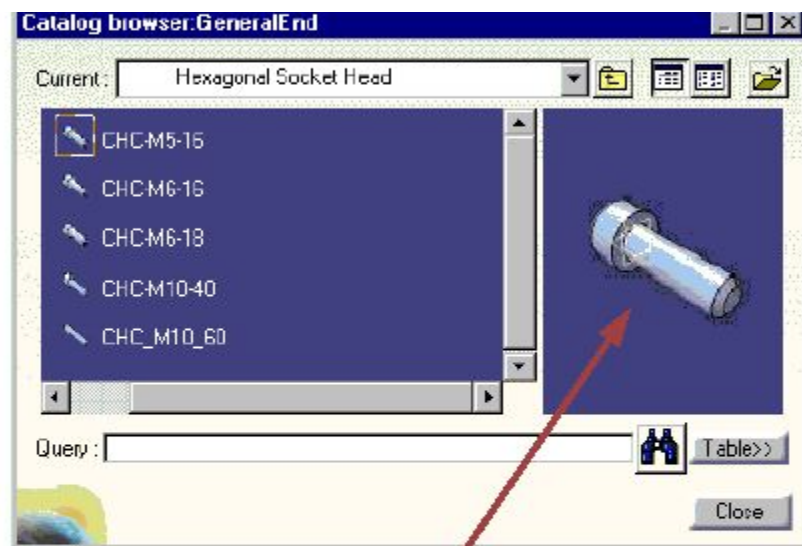 Catalog browser:GeneralEnd
Current : Hexagonal Socket Head
CHC-M5-16
CHC-M6-16
CHC-M6-18
CHC-M10-40
CHC_M10_60
Query :
Table>>
Close